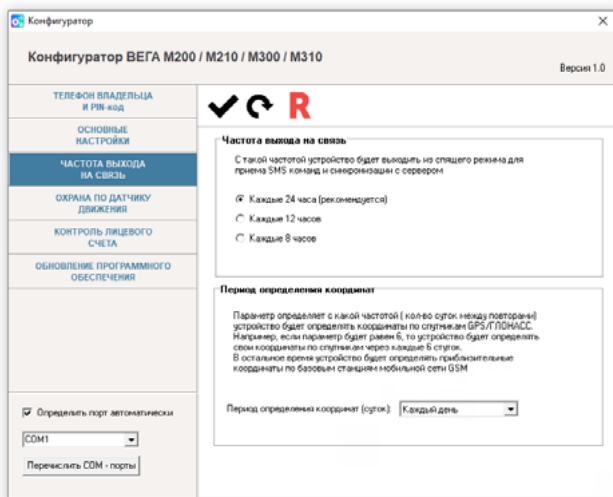 Конфигуратор
Конфигуратор ВЕГА М200 / М210 / М300 / М310
Версия 1.0
ТЕЛЕФОН ВЛАДЕЛЬЦА
И PIN-код
ОСНОВНЫЕ
НАСТРОЙКИ
ЧАСТОТА ВЫХОДА
НА СВЯЗЬ
ОХРАНА ПО ДАТЧИКУ
ДВИЖЕНИЯ
КОНТРОЛЬ ЛИЦЕВОГО
СЧЕТА
ОБНОВЛЕНИЕ ПРОГРАММНОГО
ОБЕСПЕЧЕНИЯ
Определить порт автоматически
COM1
Перечислить COM - порты
R
Частота выхода на связь
С такой частотой устройство будет выходить из спящего режима для
приема SMS команд и синхронизации с сервером
Каждые 24 часа (рекомендуется)
Каждые 12 часов
Каждые 8 часов
Период определения координат
Параметр определяет с какой частотой ( кол-во суток между повторами)
устройство будет определять координаты по спутникам GPS/ГЛОНАСС.
Например, если параметр будет равен 6, то устройство будет определять
свои координаты по спутникам через каждые 6 стуток.
В остальное время устройство будет определять приблизительные
координаты по базовым станциям мобильной сети GSM
Период определения координат (суток): Каждый день